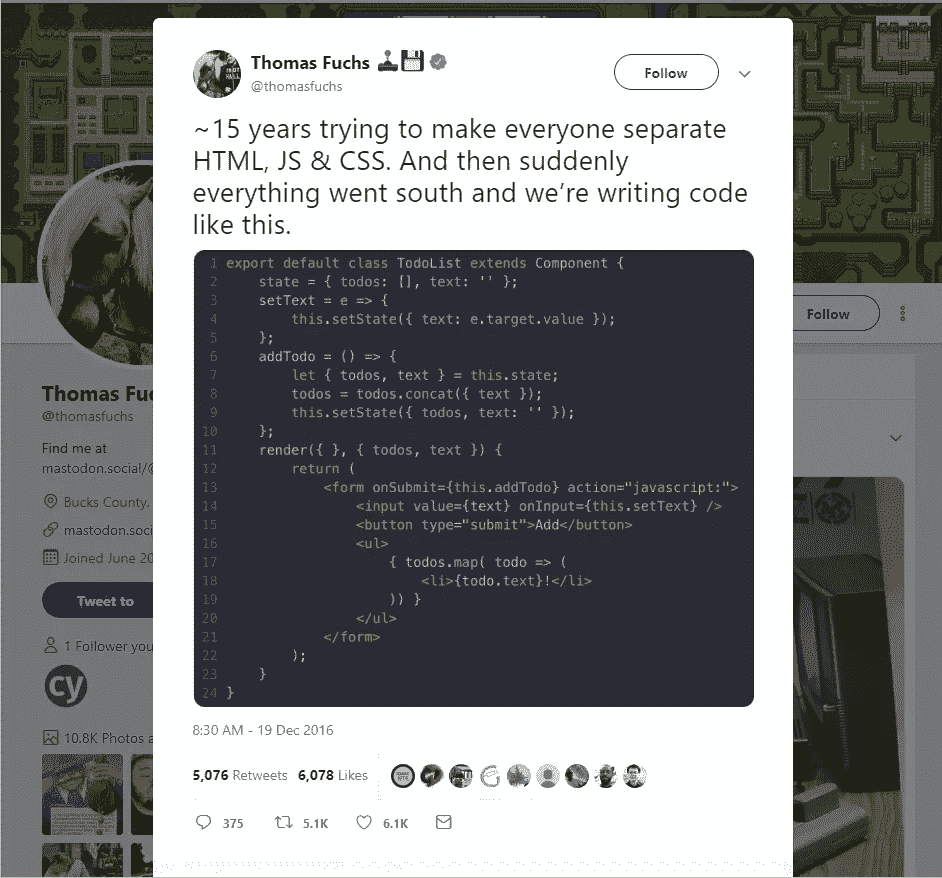 Thomas Fuchs
@thomasfuchs
Follow
~15 years trying to make everyone separate
HTML, JS & CSS. And then suddenly
everything went south and we’re writing code
like this.
1 export default class TodoList extends Component {
2     state = { todos: [], text: '' };
3     setText = e => {
4         this.setState({ text: e.target.value });
5     };
6     addTodo = () => {
7         let { todos, text } = this.state;
8         todos = todos.concat({ text });
9         this.setState({ todos, text: '' });
10     };
11     render({ }, { todos, text }) {
12         return (
13             <form onSubmit={this.addTodo} action="javascript:">
14                 <input value={text} onInput={this.setText} />
15                 <button type="submit">Add</button>
16                 <ul>
17                     { todos.map( todo => (
18                         <li>{todo.text}!</li>
19                     )) }
20                 </ul>
21             </form>
22         );
23     }
24 }
8:30 AM - 19 Dec 2016
5,076 Retweets 6,078 Likes
375 5.1K 6.1K
Follow
Thomas Fuc
@thomasfuchs
Find me at
mastodon.social/@
Bucks County,
mastodon.soci
Joined June 20
Tweet to
1 Follower you
cy
10.8K Photos a